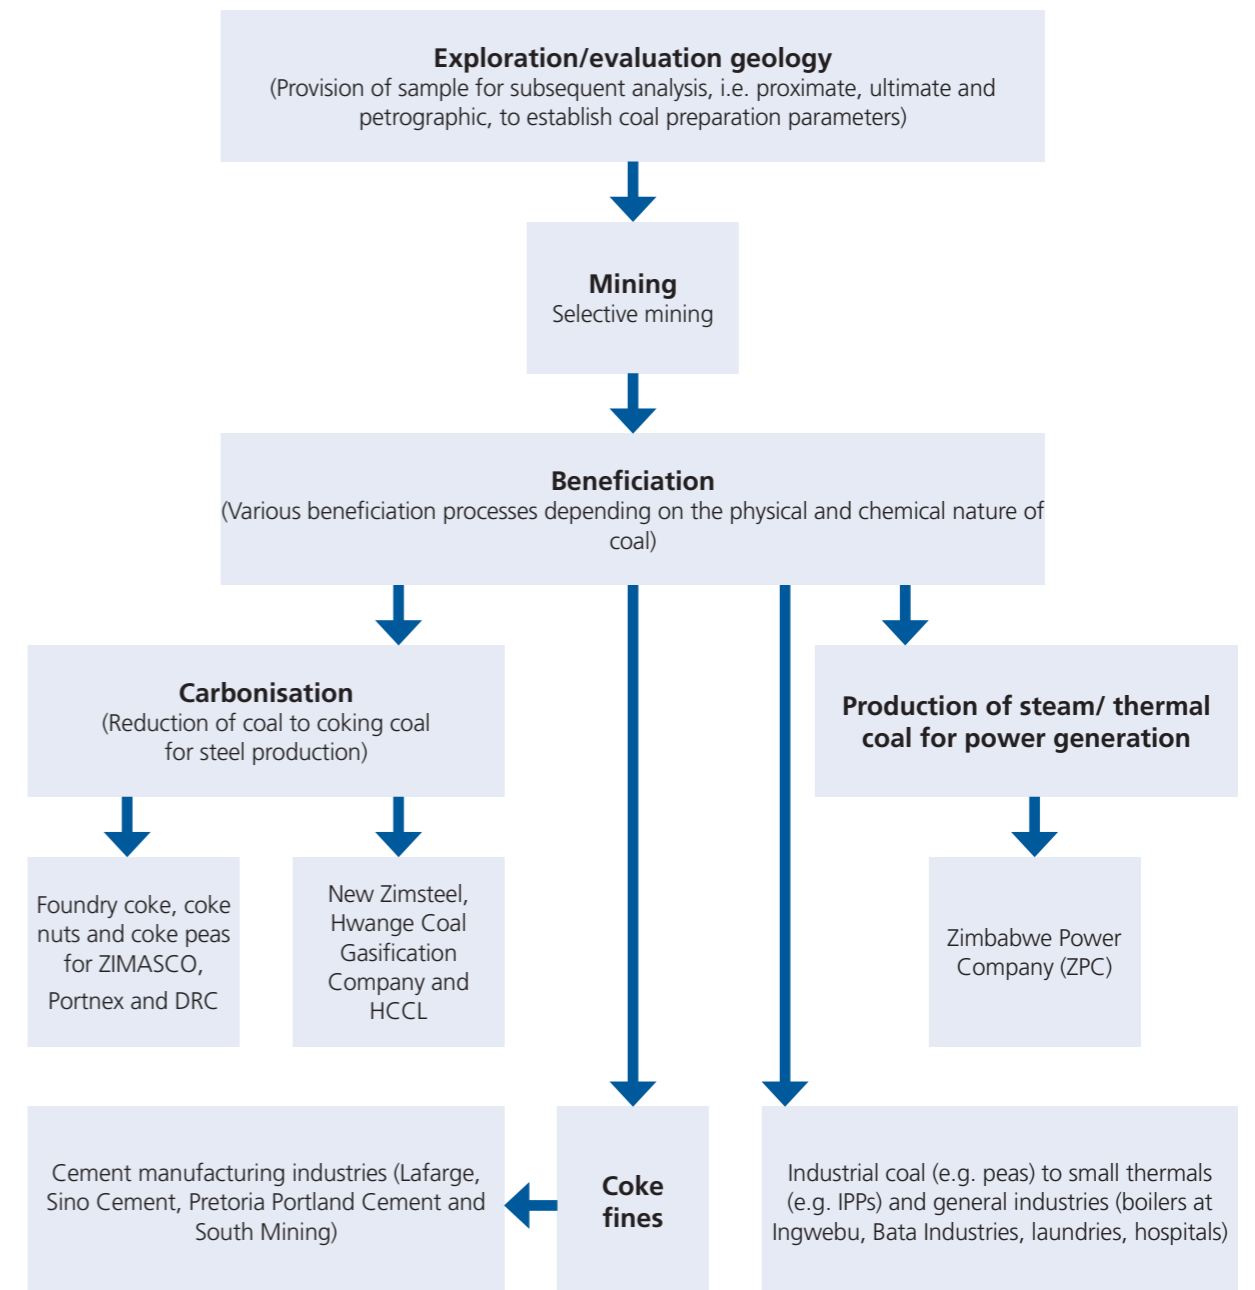 Exploration/evaluation geology
(Provision of sample for subsequent analysis, i.e. proximate, ultimate and
petrographic, to establish coal preparation parameters)
Mining
Selective mining
Beneficiation
(Various beneficiation processes depending on the physical and chemical nature of
coal)
Carbonisation
(Reduction of coal to coking coal
for steel production)
Production of steam/ thermal
coal for power generation
Foundry coke, coke
nuts and coke peas
for ZIMASCO,
Portnex and DRC
New Zimsteel,
Hwange Coal
Gasification
Company and
HCCL
Zimbabwe Power
Company (ZPC)
Cement manufacturing industries (Lafarge,
Sino Cement, Pretoria Portland Cement and
South Mining)
Coke
fines
Industrial coal (e.g. peas) to small thermals
(e.g. IPPs) and general industries (boilers at
Ingwebu, Bata Industries, laundries, hospitals)